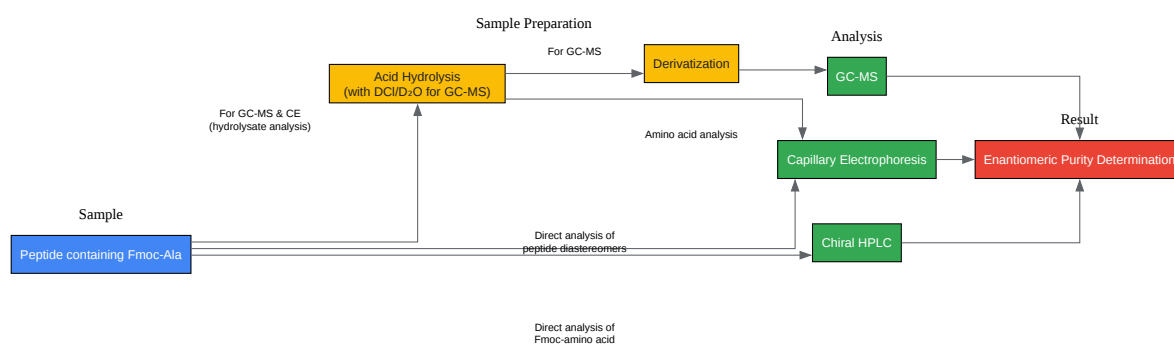 Sample Preparation
For GC-MS
Analysis
Derivatization
GC-MS
Acid Hydrolysis
(with DCl/D₂O for GC-MS)
For GC-MS & CE
(hydrolysate analysis)
Result
Amino acid analysis
Capillary Electrophoresis
Enantiomeric Purity Determination
Sample
Peptide containing Fmoc-Ala
Direct analysis of
peptide diastereomers
Chiral HPLC
Direct analysis of
Fmoc-amino acid